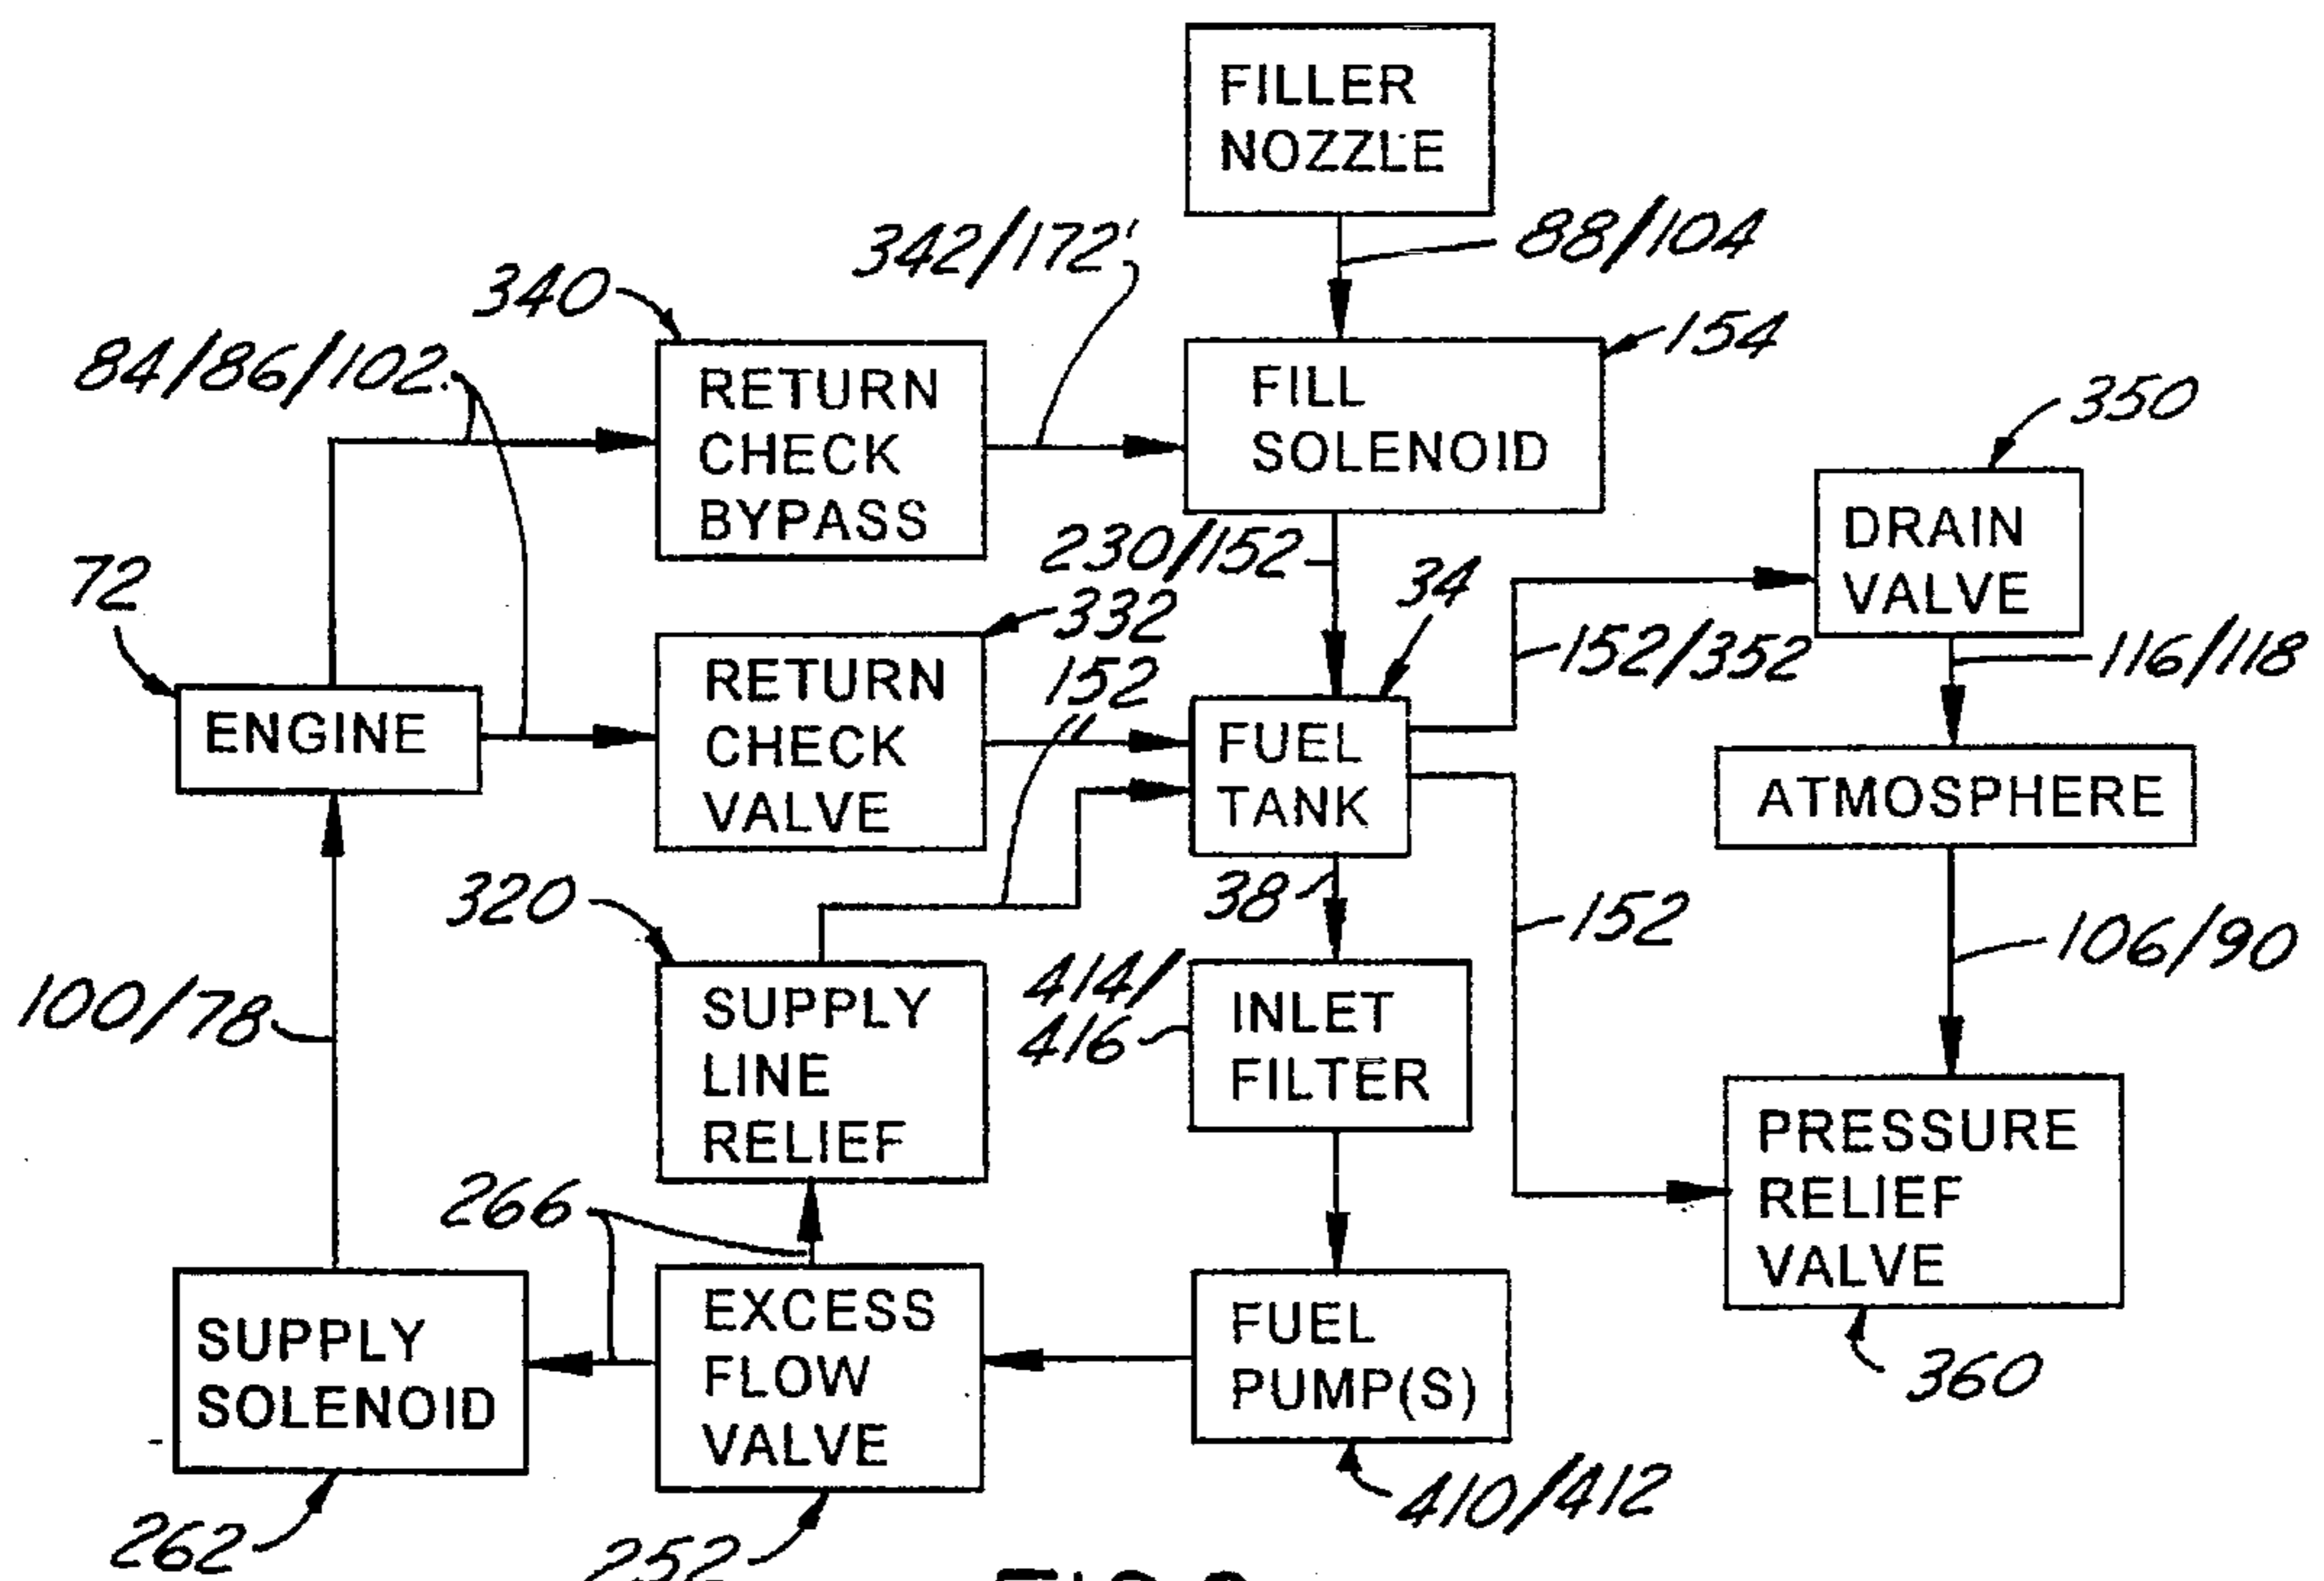 FILLER
NOZZLE
88/104
342/172'
340
154
84/86/102
RETURN
CHECK
BYPASS
FILL
SOLENOID
350
230/152
34
DRAIN
VALVE
72
332
152
152/352
116/118
ENGINE
RETURN
CHECK
VALVE
FUEL
TANK
ATMOSPHERE
320
38
152
106/90
100/78
SUPPLY
LINE
RELIEF
414/
416
INLET
FILTER
PRESSURE
RELIEF
VALVE
266
SUPPLY
SOLENOID
EXCESS
FLOW
VALVE
FUEL
PUMP(S)
360
410/412
262
252